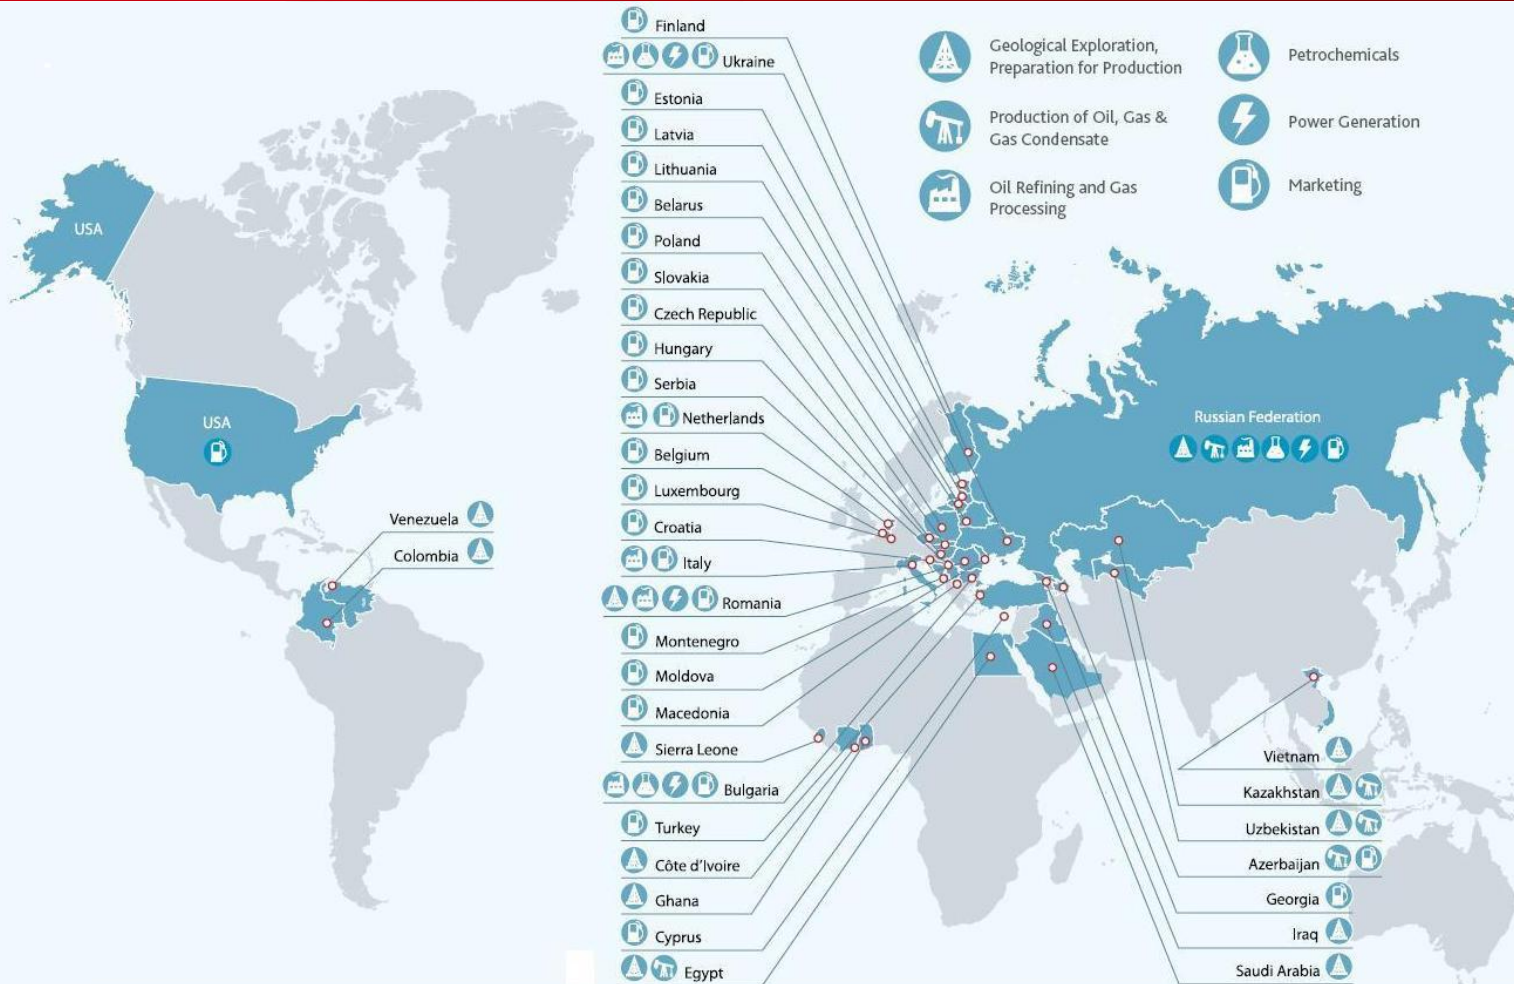 Finland
Ukraine
Estonia
Latvia
Lithuania
Belarus
Poland
Slovakia
Czech Republic
Hungary
Serbia
Netherlands
Belgium
Luxembourg
Croatia
Italy
Romania
Montenegro
Moldova
Macedonia
Sierra Leone
Bulgaria
Turkey
Côte d'Ivoire
Ghana
Cyprus
Egypt
Geological Exploration,
Preparation for Production
Production of Oil, Gas &
Gas Condensate
Oil Refining and Gas
Processing
Petrochemicals
Power Generation
Marketing
USA
USA
Venezuela
Colombia
Russian Federation
Vietnam
Kazakhstan
Uzbekistan
Azerbaijan
Georgia
Iraq
Saudi Arabia